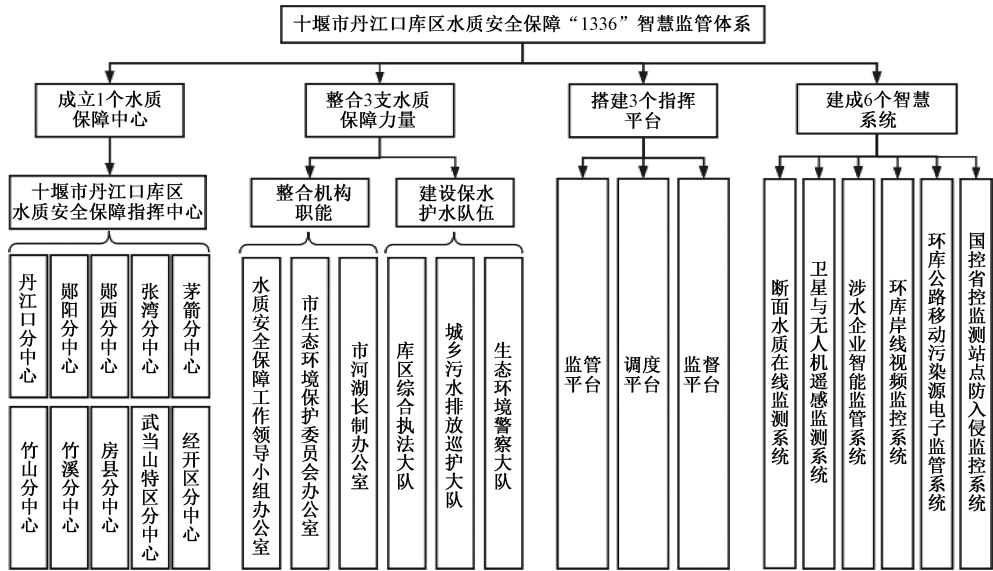 十堰市丹江口库区水质安全保障“1336”智慧监管体系
成立1个水质
保障中心
整合3支水质
保障力量
搭建3个指挥
平台
建成6个智慧
系统
十堰市丹江口库区
水质安全保障指挥中心
整合机构
职能
建设保水
护水队伍
丹江口分中心
郧阳分中心
郧西分中心
张湾分中心
茅箭分中心
竹山分中心
竹溪分中心
房县分中心
武当山特区分中心
经开区分中心
水质安全保障工作领导小组办公室
市生态环境保护委员会办公室
市河湖长制办公室
库区综合执法大队
城乡污水排放巡护大队
生态环境警察大队
监管
平台
调度
平台
监督
平台
断面水质在线监测系统
卫星与无人机遥感监测系统
涉水企业智能监管系统
环库岸线视频监控系统
环库公路移动污染源电子监管系统
国控省控监测站点防入侵监控系统